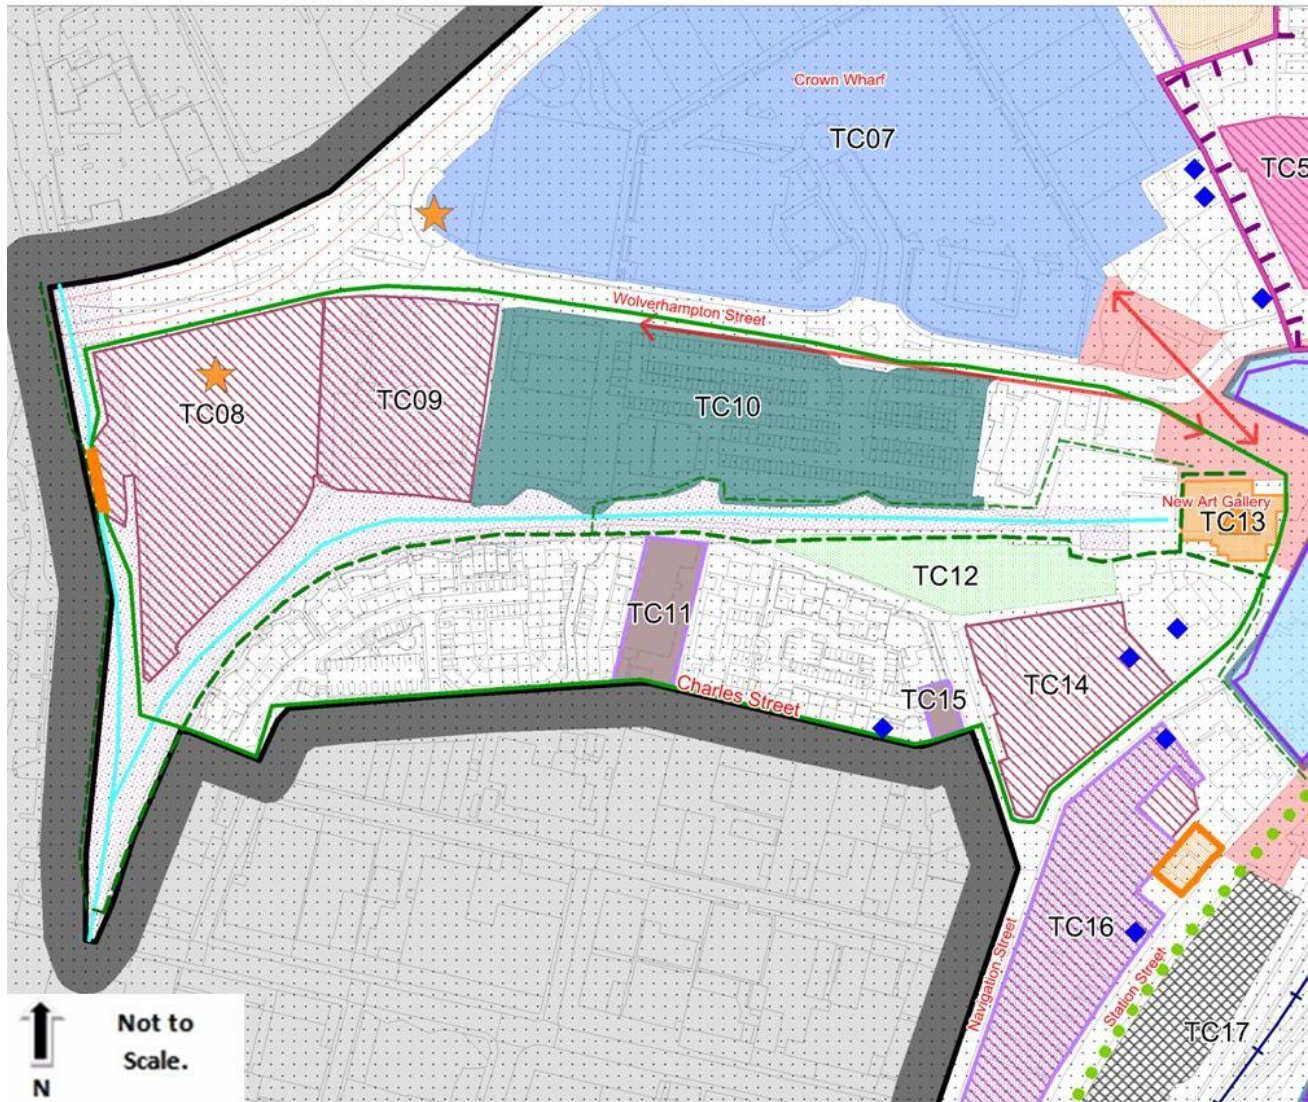 Crown Wharf
TC07
TC5
Wolverhampton Street
TC08
TC09
TC10
New Art Gallery
TC13
TC12
TC11
TC14
Charles Street
TC15
TC16
Navigation Street
Station Street
TC17
Not to
Scale.
N